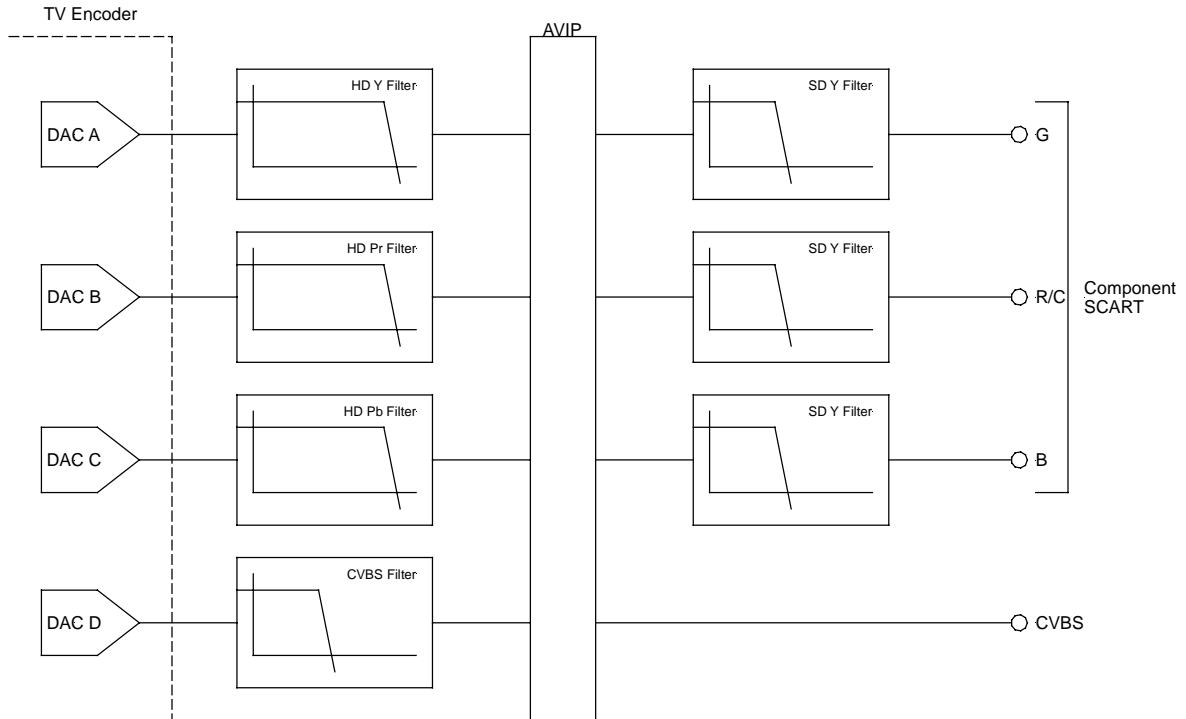 TV Encoder
AVIP
HD Y Filter
SD Y Filter
DAC A
G
HD Pr Filter
SD Y Filter
DAC B
R/C
Component
SCART
HD Pb Filter
SD Y Filter
DAC C
B
CVBS Filter
DAC D
CVBS